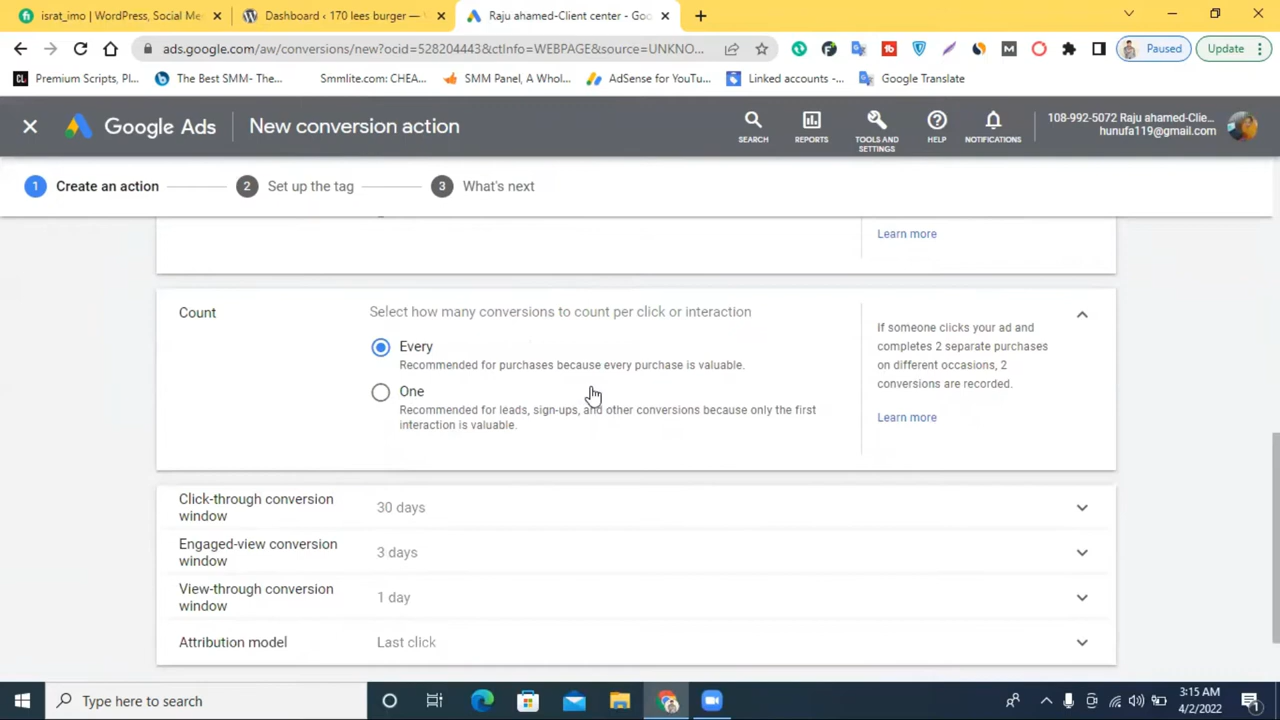 israt_imo | WordPress, Social Me
Dashboard ‹ 170 lees burger —
Raju ahamed-Client center - Goo
ads.google.com/aw/conversions/new?ocid=528204443&ctInfo=WEBPAGE&source=UNKNO...
Paused
Update
Premium Scripts, Pl...
The Best SMM- The...
Smmlite.com: CHEA...
SMM Panel, A Whol...
AdSense for YouTu...
Linked accounts -...
Google Translate
Google Ads
New conversion action
SEARCH
REPORTS
TOOLS AND SETTINGS
HELP
NOTIFICATIONS
108-992-5072 Raju ahamed-Clie...
hunufa119@gmail.com
1 Create an action
2 Set up the tag
3 What's next
Learn more
Count
Select how many conversions to count per click or interaction
Every
Recommended for purchases because every purchase is valuable.
One
Recommended for leads, sign-ups, and other conversions because only the first
interaction is valuable.
If someone clicks your ad and
completes 2 separate purchases
on different occasions, 2
conversions are recorded.
Learn more
Click-through conversion
window
30 days
Engaged-view conversion
window
3 days
View-through conversion
window
1 day
Attribution model
Last click
Type here to search
3:15 AM
4/2/2022